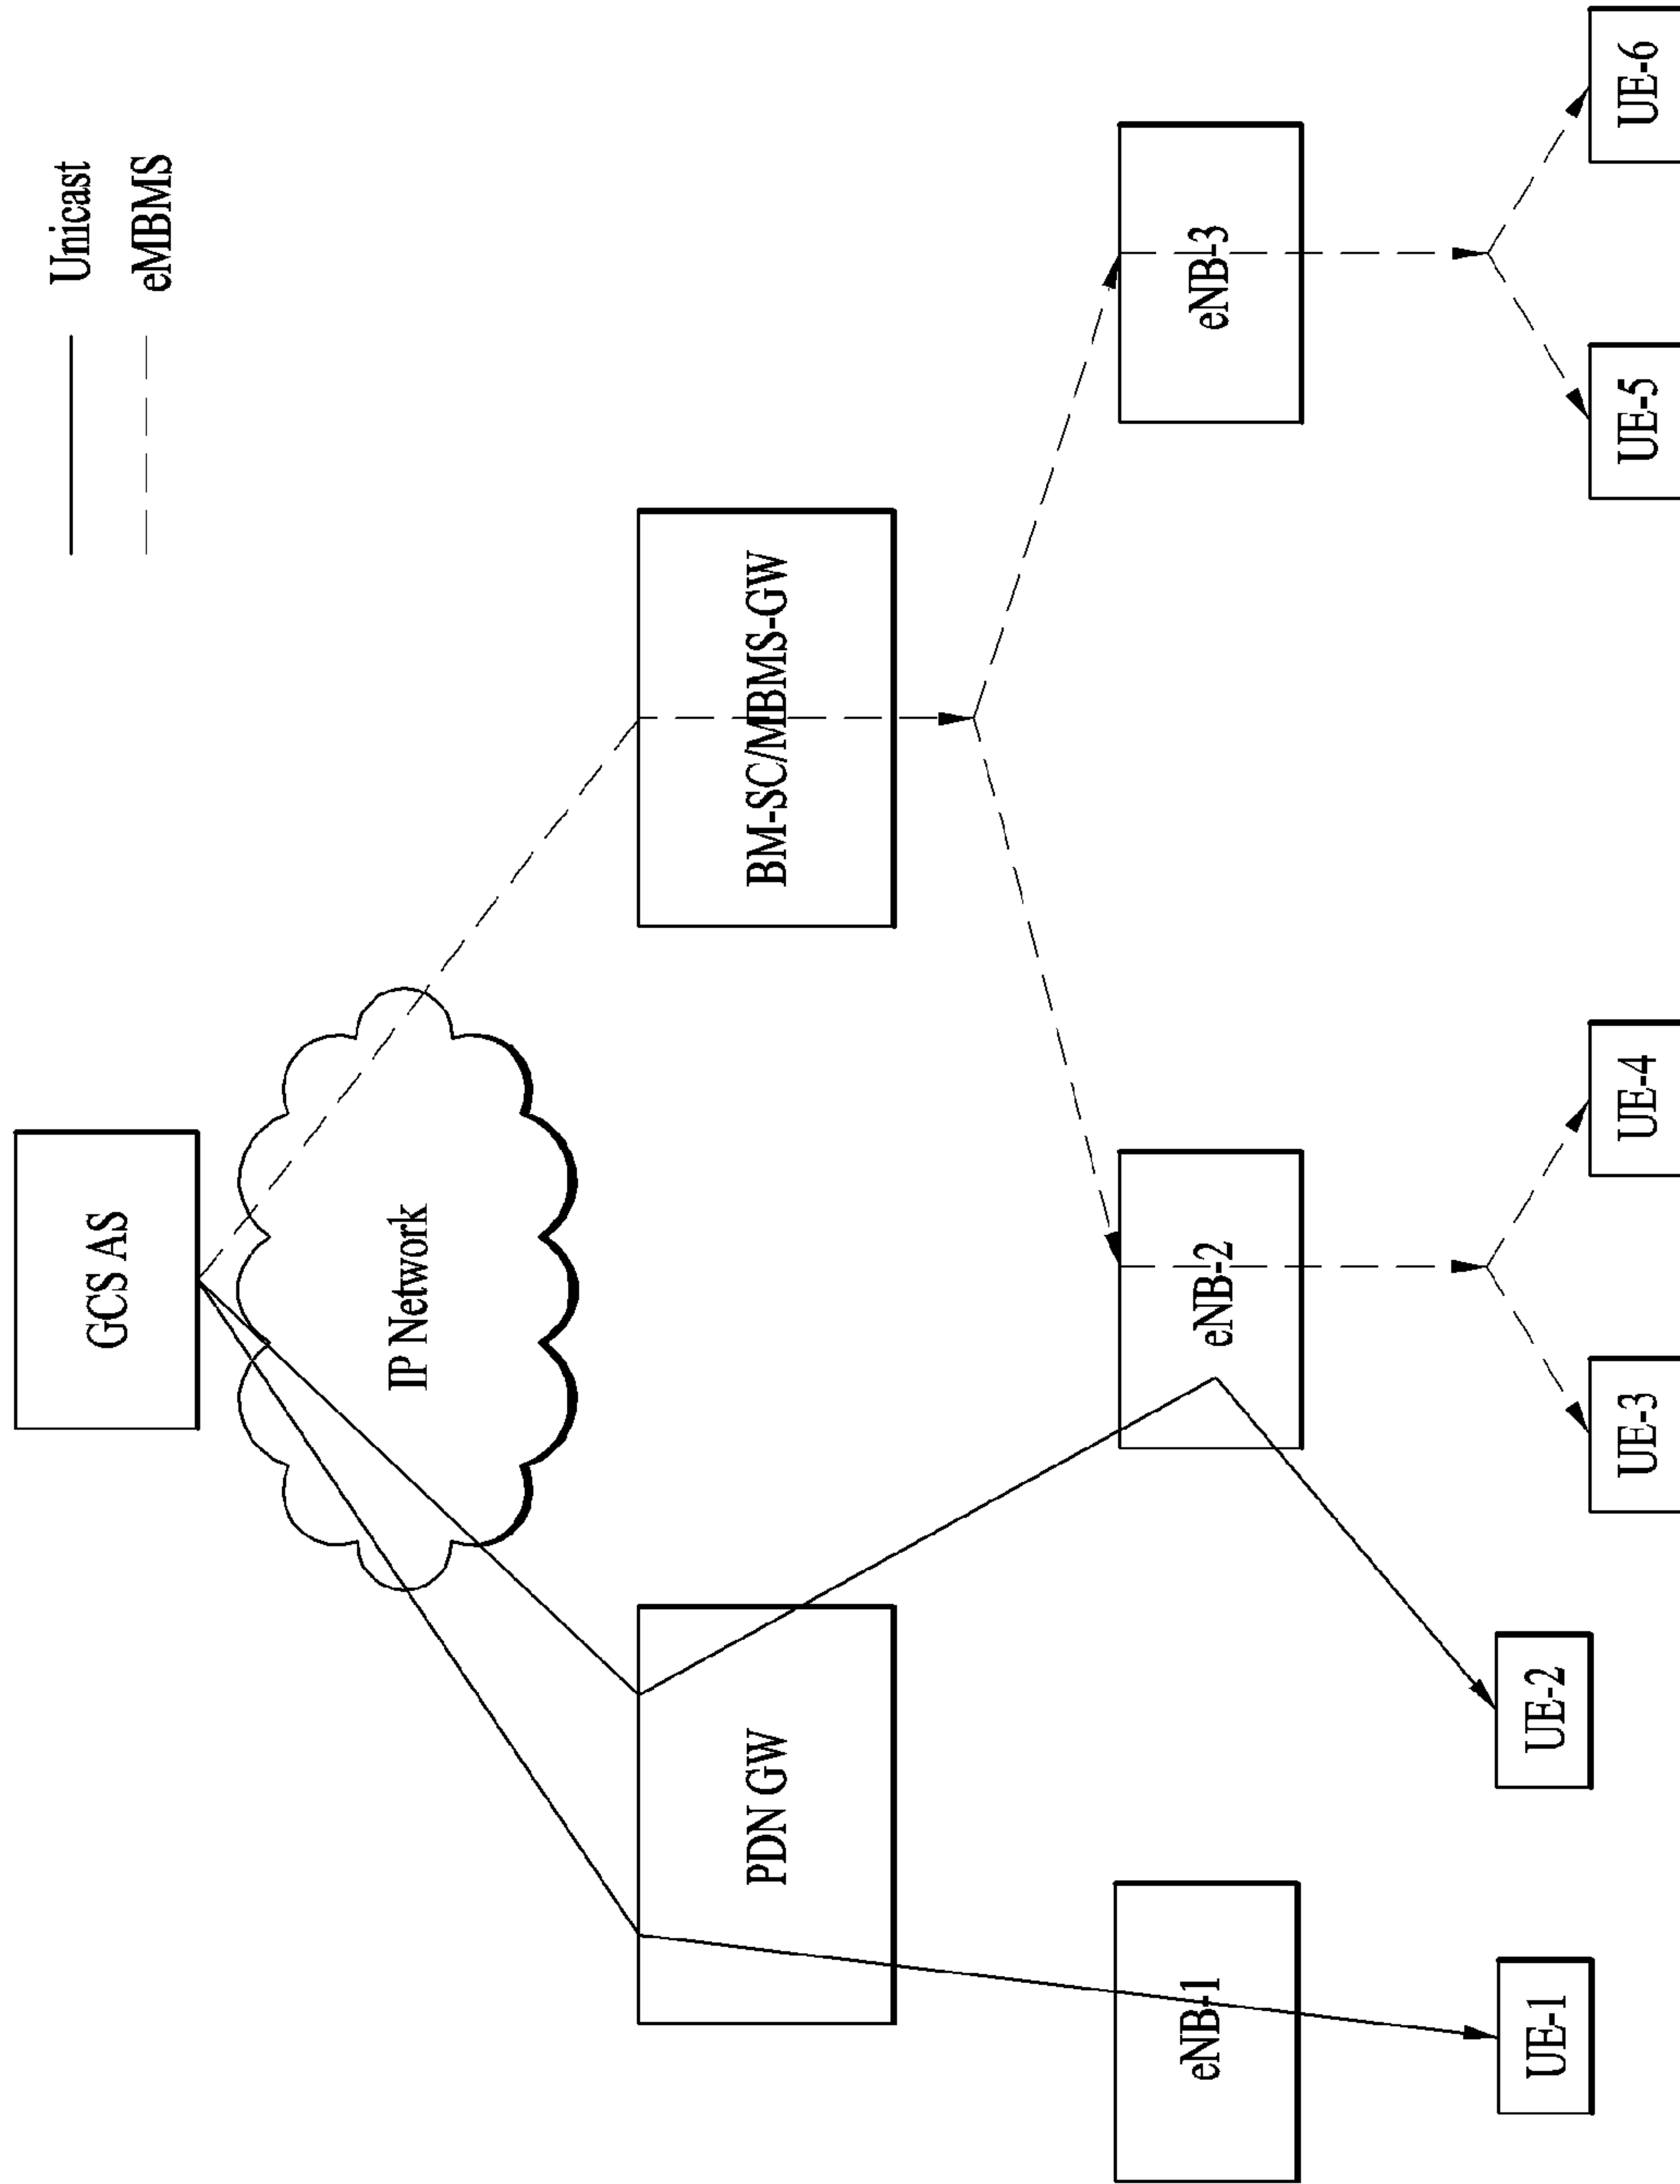 Unicast
eMBMS
GCS AS
IP Network
PDN GW
BM-SC/MBMS-GW
eNB-1
eNB-2
eNB-3
UE-1
UE-2
UE-3
UE-4
UE-5
UE-6